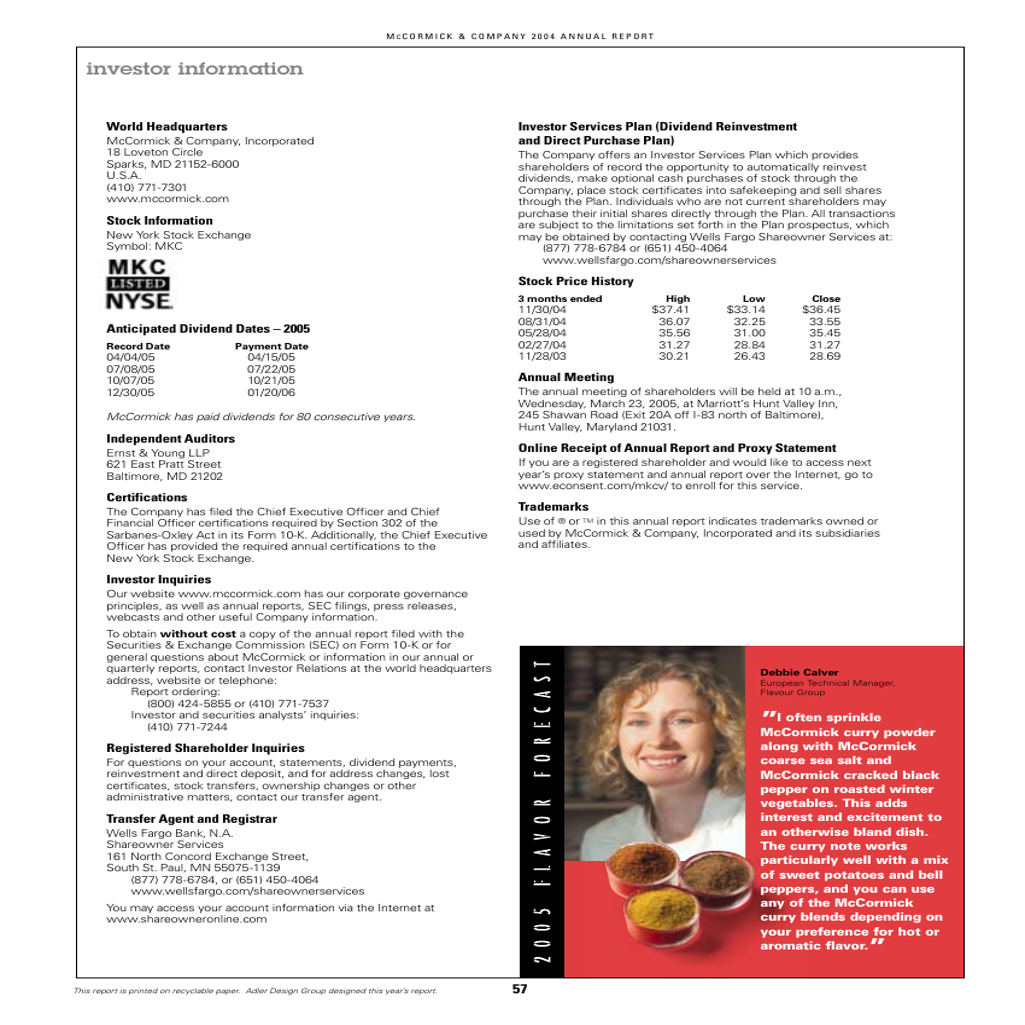 McCORMICK & COMPANY 2004 ANNUAL REPORT
investor information
World Headquarters
McCormick & Company, Incorporated
18 Loveton Circle
Sparks, MD 21152-6000
U.S.A.
(410) 771-7301
www.mccormick.com
Stock Information
New York Stock Exchange
Symbol: MKC
MKC
LISTED
NYSE.
Anticipated Dividend Dates – 2005
Record Date Payment Date
04/04/05 04/15/05
07/08/05 07/22/05
10/07/05 10/21/05
12/30/05 01/20/06
McCormick has paid dividends for 80 consecutive years.
Independent Auditors
Ernst & Young LLP
621 East Pratt Street
Baltimore, MD 21202
Certifications
The Company has filed the Chief Executive Officer and Chief
Financial Officer certifications required by Section 302 of the
Sarbanes-Oxley Act in its Form 10-K. Additionally, the Chief Executive
Officer has provided the required annual certifications to the
New York Stock Exchange.
Investor Inquiries
Our website www.mccormick.com has our corporate governance
principles, as well as annual reports, SEC filings, press releases,
webcasts and other useful Company information.
To obtain without cost a copy of the annual report filed with the
Securities & Exchange Commission (SEC) on Form 10-K or for
general questions about McCormick or information in our annual or
quarterly reports, contact Investor Relations at the world headquarters
address, website or telephone:
Report ordering:
(800) 424-5855 or (410) 771-7537
Investor and securities analysts' inquiries:
(410) 771-7244
Registered Shareholder Inquiries
For questions on your account, statements, dividend payments,
reinvestment and direct deposit, and for address changes, lost
certificates, stock transfers, ownership changes or other
administrative matters, contact our transfer agent.
Transfer Agent and Registrar
Wells Fargo Bank, N.A.
Shareowner Services
161 North Concord Exchange Street,
South St. Paul, MN 55075-1139
(877) 778-6784, or (651) 450-4064
www.wellsfargo.com/shareownerservices
You may access your account information via the Internet at
www.shareowneronline.com
Investor Services Plan (Dividend Reinvestment
and Direct Purchase Plan)
The Company offers an Investor Services Plan which provides
shareholders of record the opportunity to automatically reinvest
dividends, make optional cash purchases of stock through the
Company, place stock certificates into safekeeping and sell shares
through the Plan. Individuals who are not current shareholders may
purchase their initial shares directly through the Plan. All transactions
are subject to the limitations set forth in the Plan prospectus, which
may be obtained by contacting Wells Fargo Shareowner Services at:
(877) 778-6784 or (651) 450-4064
www.wellsfargo.com/shareownerservices
Stock Price History
3 months ended High Low Close
11/30/04 $37.41 $33.14 $36.45
08/31/04 36.07 32.25 33.55
05/28/04 35.56 31.00 35.45
02/27/04 31.27 28.84 31.27
11/28/03 30.21 26.43 28.69
Annual Meeting
The annual meeting of shareholders will be held at 10 a.m.,
Wednesday, March 23, 2005, at Marriott's Hunt Valley Inn,
245 Shawan Road (Exit 20A off I-83 north of Baltimore),
Hunt Valley, Maryland 21031.
Online Receipt of Annual Report and Proxy Statement
If you are a registered shareholder and would like to access next
year's proxy statement and annual report over the Internet, go to
www.econsent.com/mkcv/ to enroll for this service.
Trademarks
Use of ® or ™ in this annual report indicates trademarks owned or
used by McCormick & Company, Incorporated and its subsidiaries
and affiliates.
2005 FLAVOR FORECAST
Debbie Calver
European Technical Manager,
Flavour Group
"I often sprinkle
McCormick curry powder
along with McCormick
coarse sea salt and
McCormick cracked black
pepper on roasted winter
vegetables. This adds
interest and excitement to
an otherwise bland dish.
The curry note works
particularly well with a mix
of sweet potatoes and bell
peppers, and you can use
any of the McCormick
curry blends depending on
your preference for hot or
aromatic flavor."
This report is printed on recyclable paper. Adler Design Group designed this year's report.
57